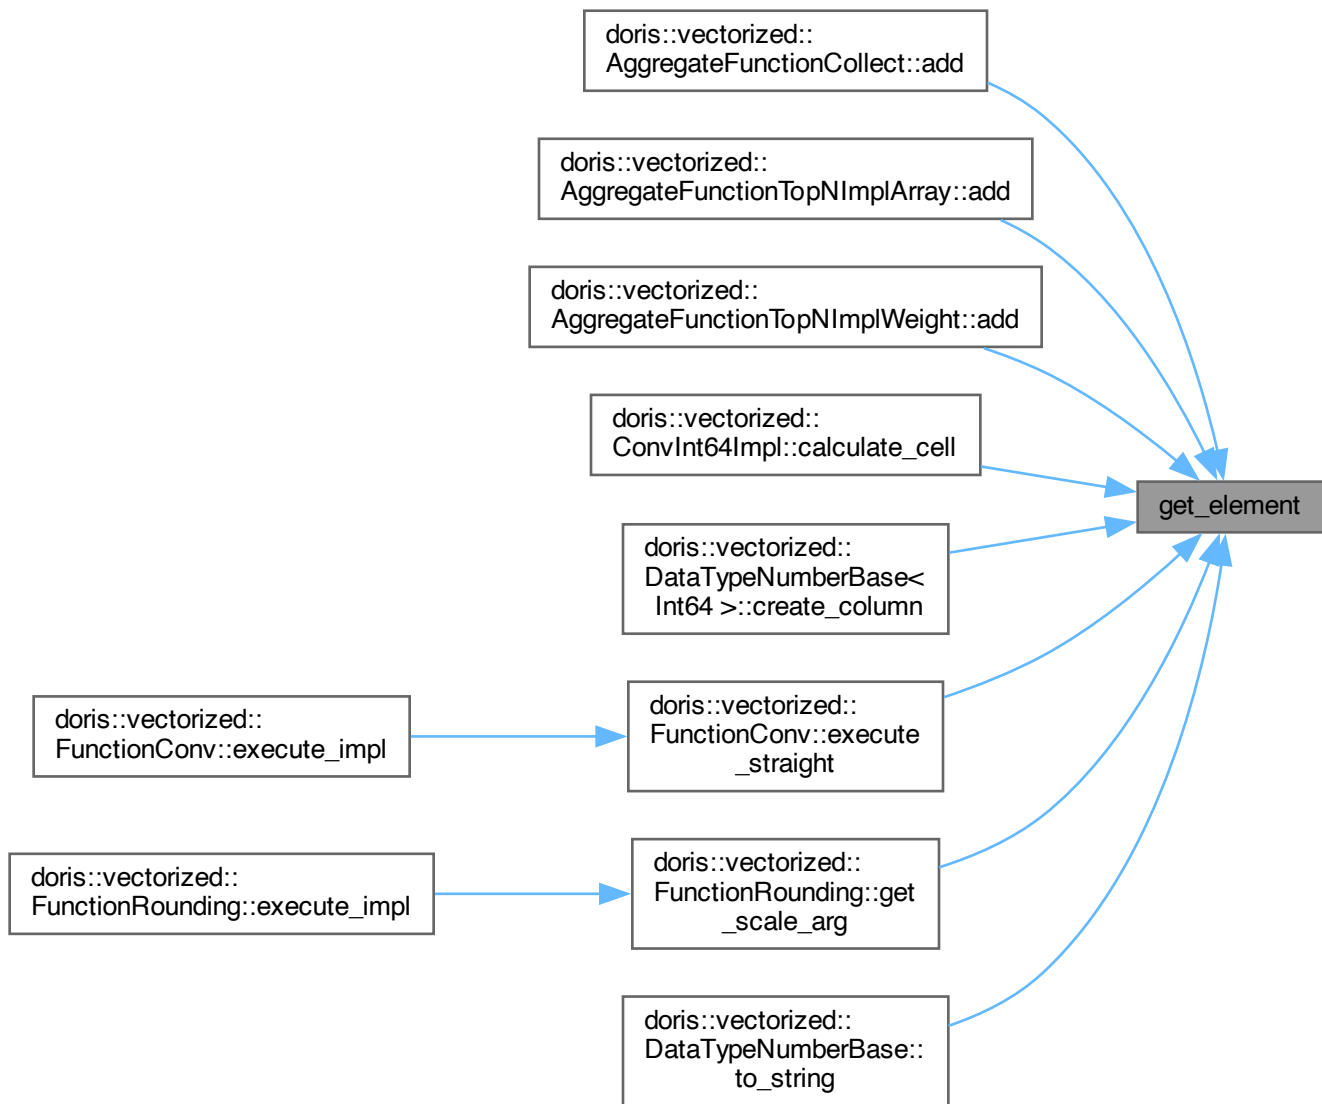 doris::vectorized::
AggregateFunctionCollect::add
doris::vectorized::
AggregateFunctionTopNImplArray::add
doris::vectorized::
AggregateFunctionTopNImplWeight::add
doris::vectorized::
ConvInt64Impl::calculate_cell
get_element
doris::vectorized::
DataTypeNumberBase<
Int64 >::create_column
doris::vectorized::
FunctionConv::execute_impl
doris::vectorized::
FunctionConv::execute
_straight
doris::vectorized::
FunctionRounding::execute_impl
doris::vectorized::
FunctionRounding::get
_scale_arg
doris::vectorized::
DataTypeNumberBase::
to_string